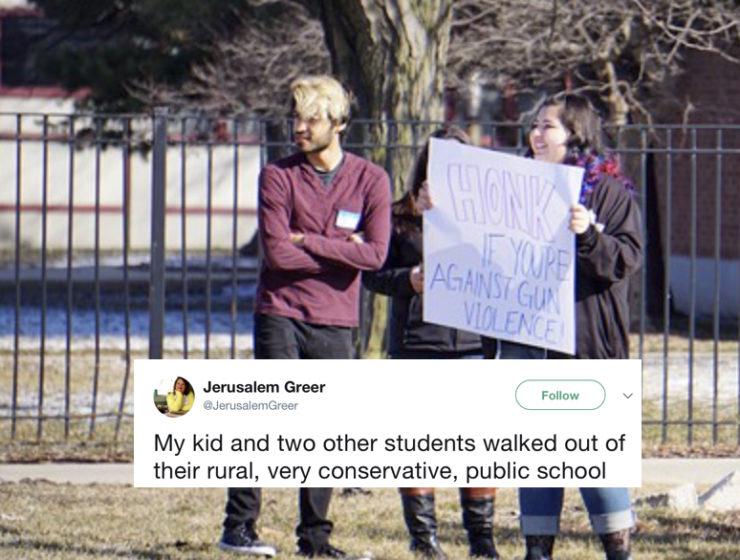 HONK
IF YOU'RE
AGAINST GUN
VIOLENCE!
Jerusalem Greer
@JerusalemGreer
Follow
My kid and two other students walked out of
their rural, very conservative, public school